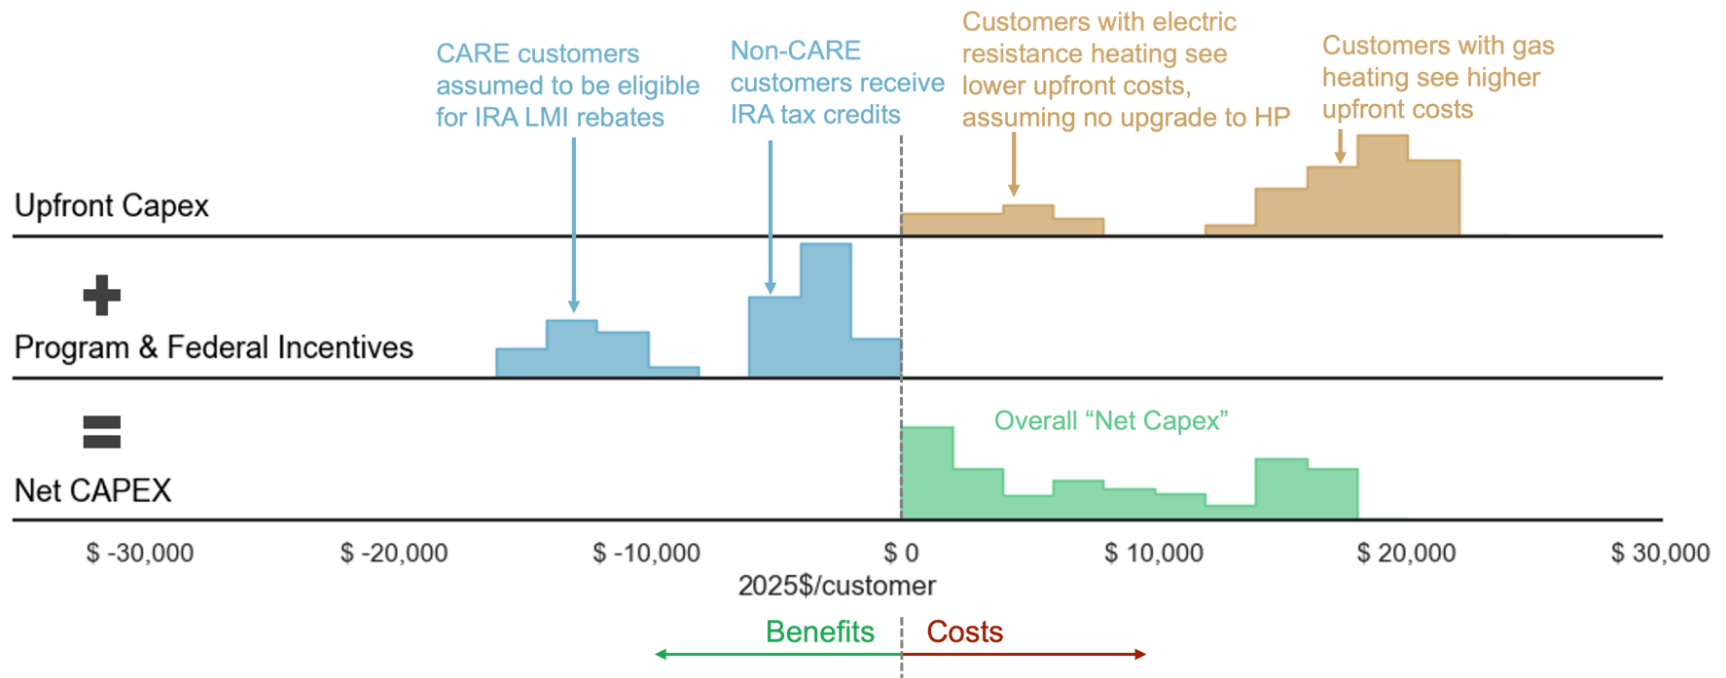 CARE customers
assumed to be eligible
for IRA LMI rebates
Non-CARE
customers receive
IRA tax credits
Customers with electric
resistance heating see
lower upfront costs,
assuming no upgrade to HP
Customers with gas
heating see higher
upfront costs
Upfront Capex
+
Program & Federal Incentives
=
Overall “Net Capex”
Net CAPEX
$ -30,000
$ -20,000
$ -10,000
$ 0
$ 10,000
$ 20,000
$ 30,000
2025$/customer
Benefits
Costs